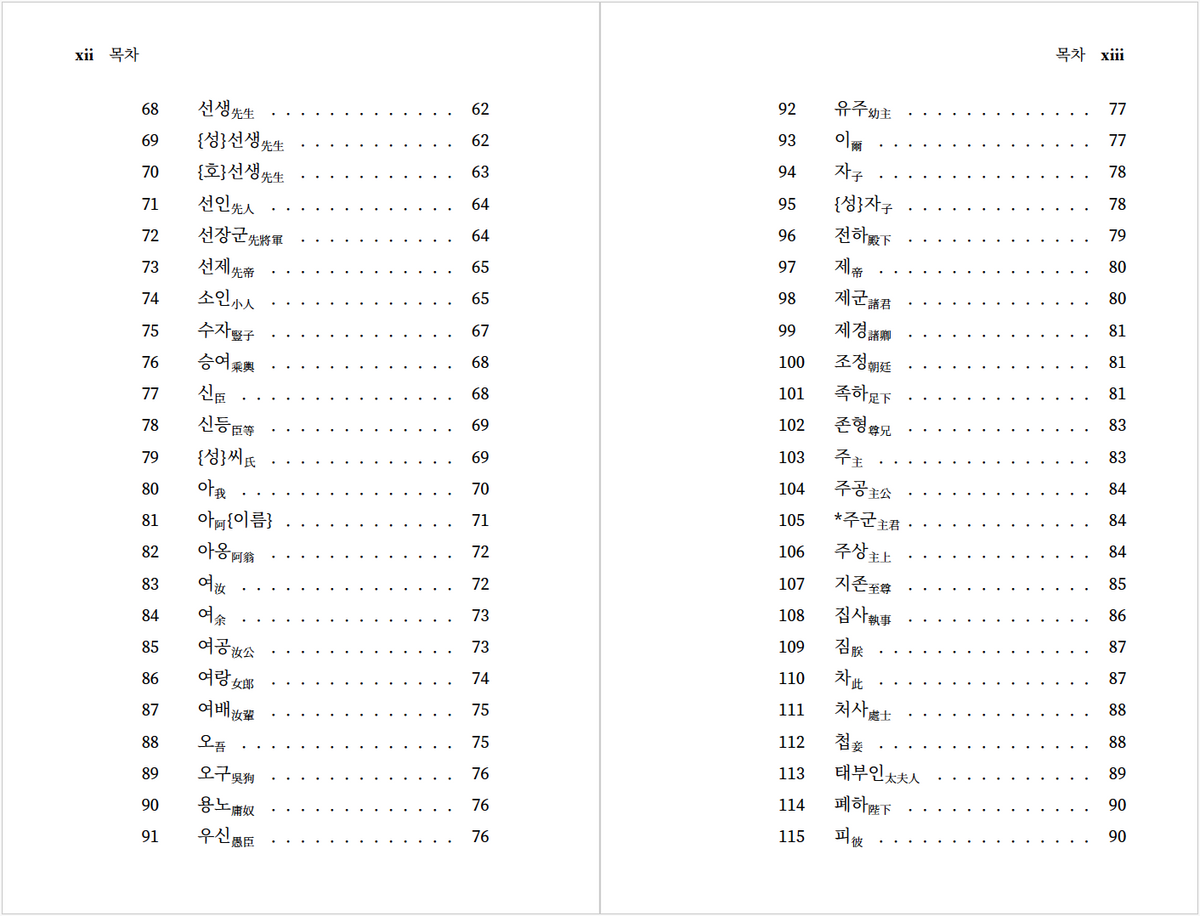 xii 목차
68 선생先生 . . . . . . . . . . . . . 62
69 {성}선생先生 . . . . . . . . . . . 62
70 {호}선생先生 . . . . . . . . . . . 63
71 선인先人 . . . . . . . . . . . . . 64
72 선장군先將軍 . . . . . . . . . . . 64
73 선제先帝 . . . . . . . . . . . . . 65
74 소인小人 . . . . . . . . . . . . . 65
75 수자豎子 . . . . . . . . . . . . . 67
76 승여乘輿 . . . . . . . . . . . . . 68
77 신臣 . . . . . . . . . . . . . . . 68
78 신등臣等 . . . . . . . . . . . . . 69
79 {성}씨氏 . . . . . . . . . . . . . 69
80 아我 . . . . . . . . . . . . . . . 70
81 아阿{이름} . . . . . . . . . . . . 71
82 아옹阿翁 . . . . . . . . . . . . . 72
83 여汝 . . . . . . . . . . . . . . . 72
84 여余 . . . . . . . . . . . . . . . 73
85 여공汝公 . . . . . . . . . . . . . 73
86 여랑女郎 . . . . . . . . . . . . . 74
87 여배汝輩 . . . . . . . . . . . . . 75
88 오吾 . . . . . . . . . . . . . . . 75
89 오구吳狗 . . . . . . . . . . . . . 76
90 용노庸奴 . . . . . . . . . . . . . 76
91 우신愚臣 . . . . . . . . . . . . . 76
목차 xiii
92 유주幼主 . . . . . . . . . . . . . 77
93 이爾 . . . . . . . . . . . . . . . 77
94 자子 . . . . . . . . . . . . . . . 78
95 {성}자子 . . . . . . . . . . . . . 78
96 전하殿下 . . . . . . . . . . . . . 79
97 제帝 . . . . . . . . . . . . . . . 80
98 제군諸君 . . . . . . . . . . . . . 80
99 제경諸卿 . . . . . . . . . . . . . 81
100 조정朝廷 . . . . . . . . . . . . . 81
101 족하足下 . . . . . . . . . . . . . 81
102 존형尊兄 . . . . . . . . . . . . . 83
103 주主 . . . . . . . . . . . . . . . 83
104 주공主公 . . . . . . . . . . . . . 84
105 *주군主君 . . . . . . . . . . . . . 84
106 주상主上 . . . . . . . . . . . . . 84
107 지존至尊 . . . . . . . . . . . . . 85
108 집사執事 . . . . . . . . . . . . . 86
109 짐朕 . . . . . . . . . . . . . . . 87
110 차此 . . . . . . . . . . . . . . . 87
111 처사處士 . . . . . . . . . . . . . 88
112 첩妾 . . . . . . . . . . . . . . . 88
113 태부인太夫人 . . . . . . . . . . . 89
114 폐하陛下 . . . . . . . . . . . . . 90
115 피彼 . . . . . . . . . . . . . . . 90